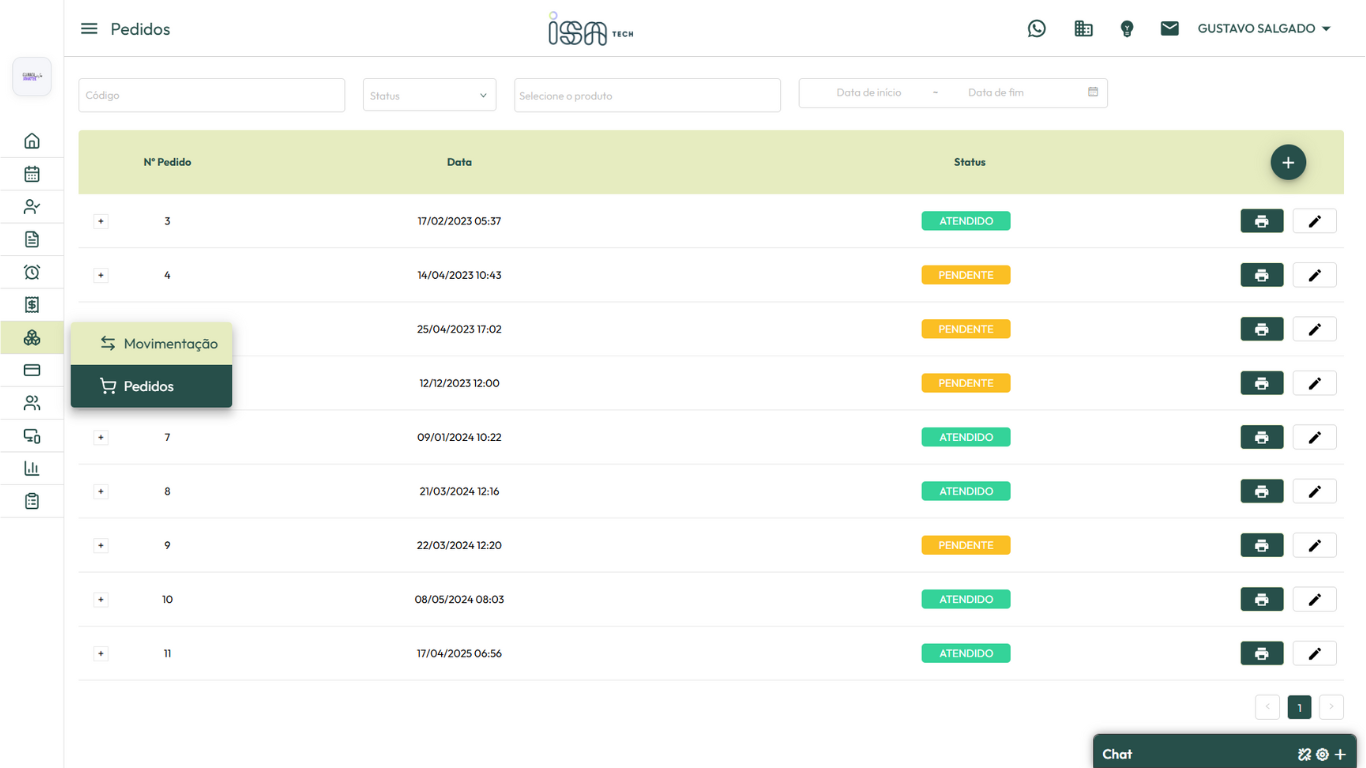 Pedidos
ISA TECH
GUSTAVO SALGADO
Código
Status
Selecione o produto
Data de início ~ Data de fim
Nº Pedido Data Status
+ 3 17/02/2023 05:37 ATENDIDO
+ 4 14/04/2023 10:43 PENDENTE
25/04/2023 17:02 PENDENTE
Movimentação
12/12/2023 12:00 PENDENTE
Pedidos
+ 7 09/01/2024 10:22 ATENDIDO
+ 8 21/03/2024 12:16 ATENDIDO
+ 9 22/03/2024 12:20 PENDENTE
+ 10 08/05/2024 08:03 ATENDIDO
+ 11 17/04/2025 06:56 ATENDIDO
1
Chat